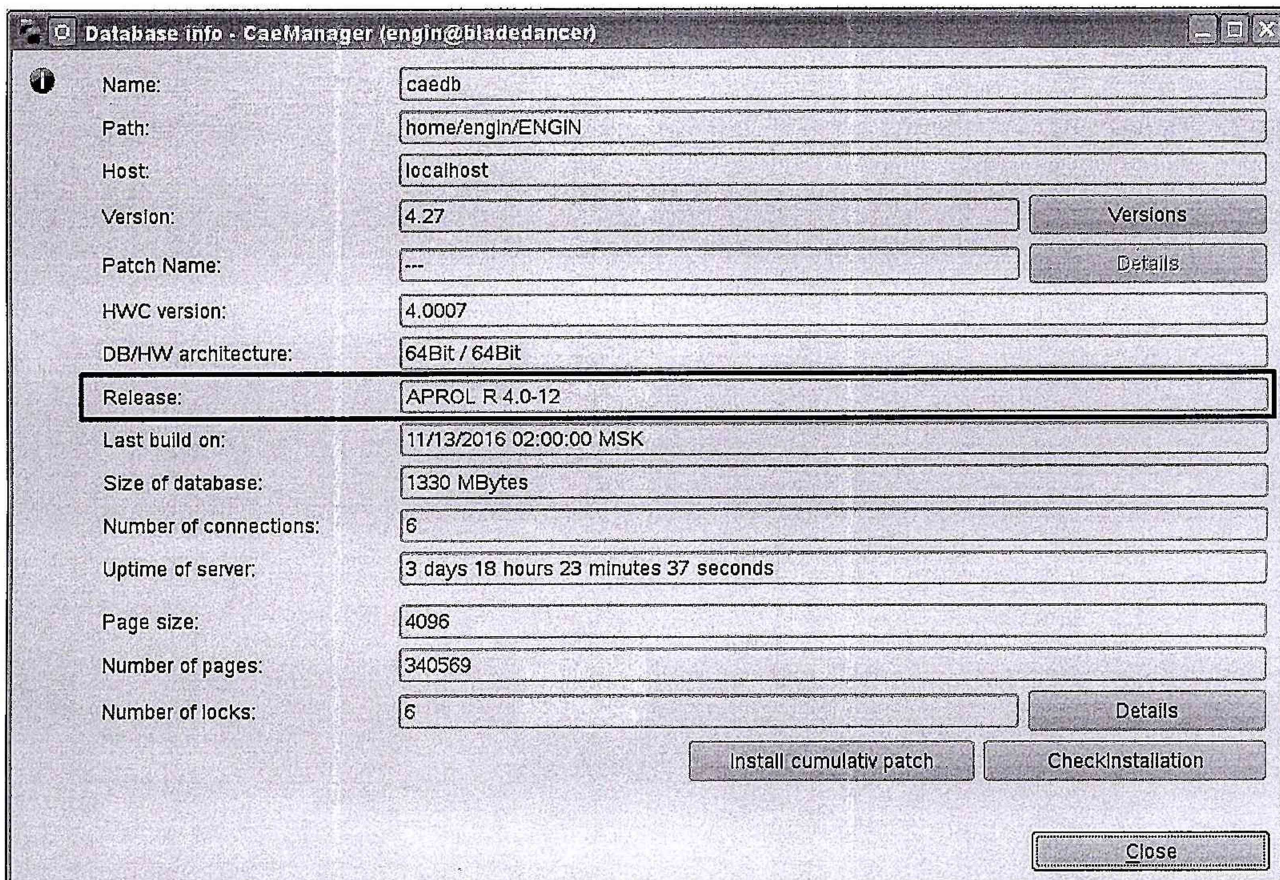 Database info - CaeManager (engin@bladedancer)
Name: caedb
Path: home/engin/ENGIN
Host: localhost
Version: 4.27 Versions
Patch Name: --- Details
HWC version: 4.0007
DB/HW architecture: 64Bit / 64Bit
Release: APROL R 4.0-12
Last build on: 11/13/2016 02:00:00 MSK
Size of database: 1330 MBytes
Number of connections: 6
Uptime of server: 3 days 18 hours 23 minutes 37 seconds
Page size: 4096
Number of pages: 340569
Number of locks: 6 Details
Install cumulativ patch CheckInstallation
Close